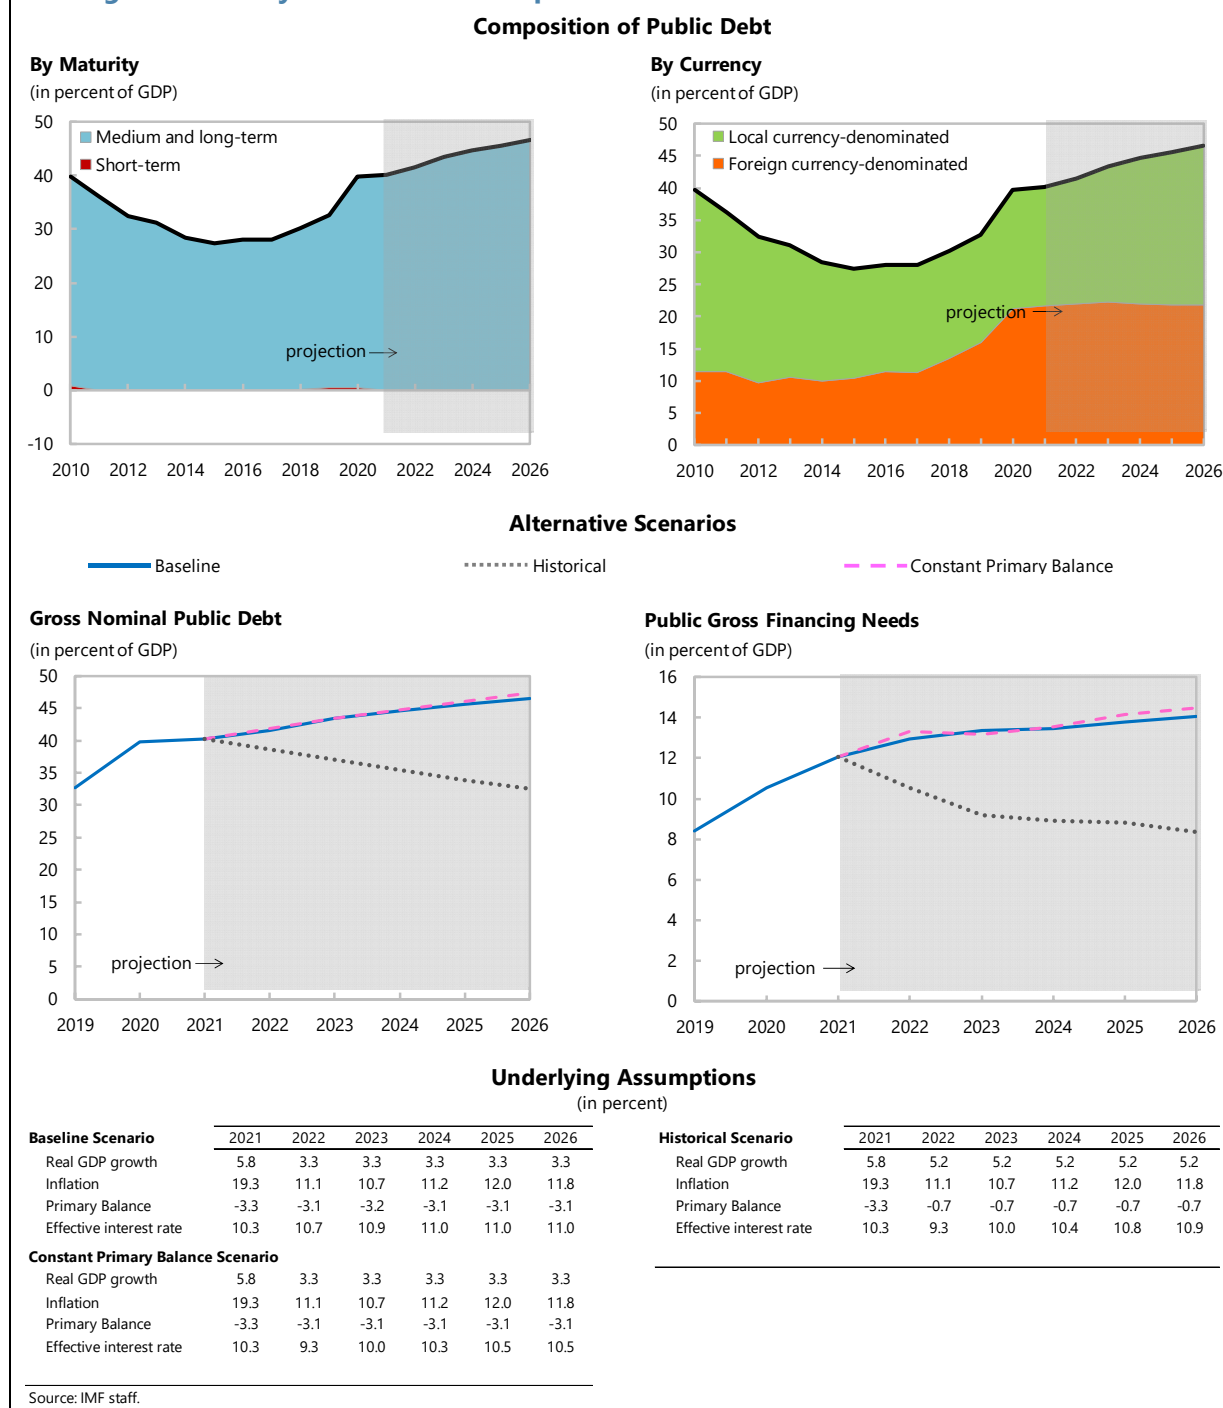 Composition of Public Debt
By Maturity
(in percent of GDP)
50
40
30
20
10
0
-10
Medium and long-term
Short-term
projection
2010 2012 2014 2016 2018 2020 2022 2024 2026
By Currency
(in percent of GDP)
50
45
40
35
30
25
20
15
10
5
0
Local currency-denominated
Foreign currency-denominated
projection
2010 2012 2014 2016 2018 2020 2022 2024 2026
Alternative Scenarios
Baseline Historical Constant Primary Balance
Gross Nominal Public Debt
(in percent of GDP)
50
45
40
35
30
25
20
15
10
5
0
projection
2019 2020 2021 2022 2023 2024 2025 2026
Public Gross Financing Needs
(in percent of GDP)
16
14
12
10
8
6
4
2
0
projection
2019 2020 2021 2022 2023 2024 2025 2026
Underlying Assumptions
(in percent)
Baseline Scenario 2021 2022 2023 2024 2025 2026
Real GDP growth 5.8 3.3 3.3 3.3 3.3 3.3
Inflation 19.3 11.1 10.7 11.2 12.0 11.8
Primary Balance -3.3 -3.1 -3.2 -3.1 -3.1 -3.1
Effective interest rate 10.3 10.7 10.9 11.0 11.0 11.0
Constant Primary Balance Scenario
Real GDP growth 5.8 3.3 3.3 3.3 3.3 3.3
Inflation 19.3 11.1 10.7 11.2 12.0 11.8
Primary Balance -3.3 -3.1 -3.1 -3.1 -3.1 -3.1
Effective interest rate 10.3 9.3 10.0 10.3 10.5 10.5
Historical Scenario 2021 2022 2023 2024 2025 2026
Real GDP growth 5.8 5.2 5.2 5.2 5.2 5.2
Inflation 19.3 11.1 10.7 11.2 12.0 11.8
Primary Balance -3.3 -0.7 -0.7 -0.7 -0.7 -0.7
Effective interest rate 10.3 9.3 10.0 10.4 10.8 10.9
Source: IMF staff.